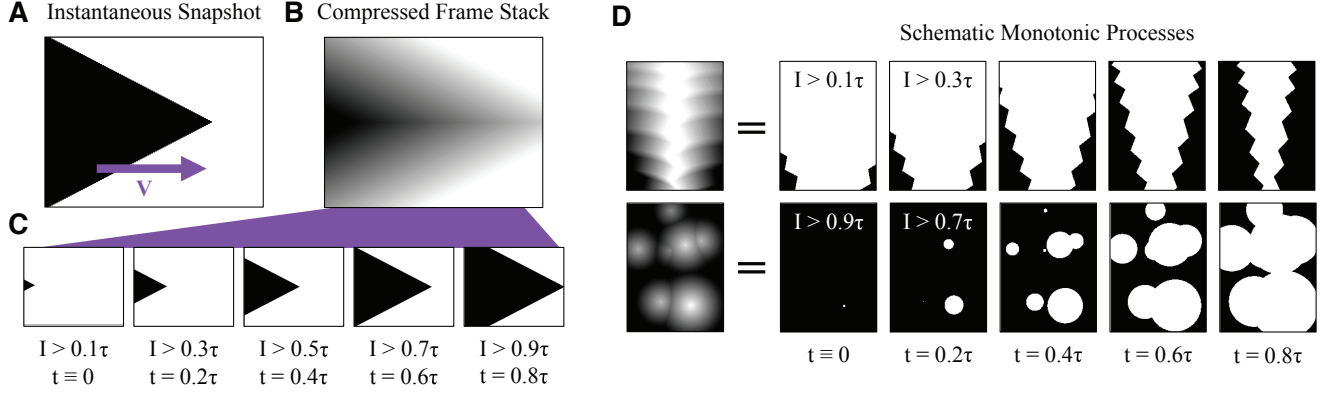 A Instantaneous Snapshot
B Compressed Frame Stack
V
C
I > 0.1τ
I > 0.3τ
I > 0.5τ
I > 0.7τ
I > 0.9τ
t ≡ 0
t = 0.2τ
t = 0.4τ
t = 0.6τ
t = 0.8τ
D
Schematic Monotonic Processes
=
I > 0.1τ
I > 0.3τ
=
I > 0.9τ
I > 0.7τ
t ≡ 0
t = 0.2τ
t = 0.4τ
t = 0.6τ
t = 0.8τ